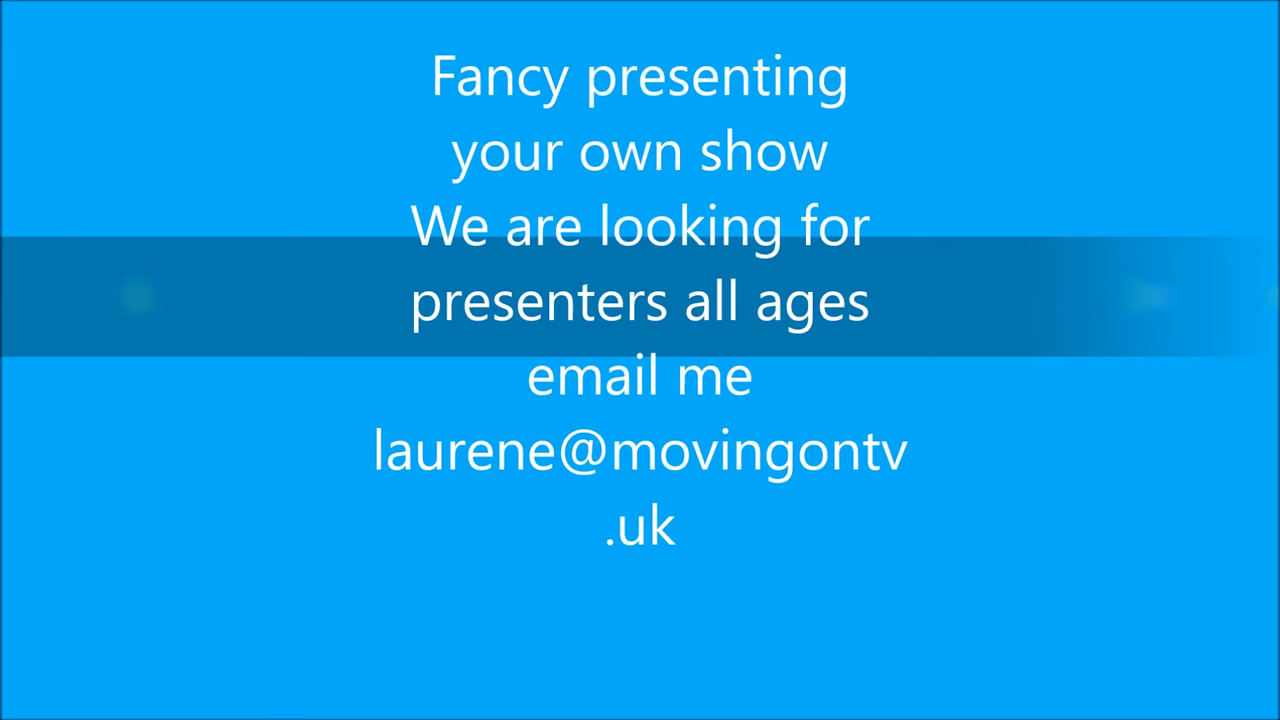 Fancy presenting
your own show
We are looking for
presenters all ages
email me
laurene@movingontv
.uk